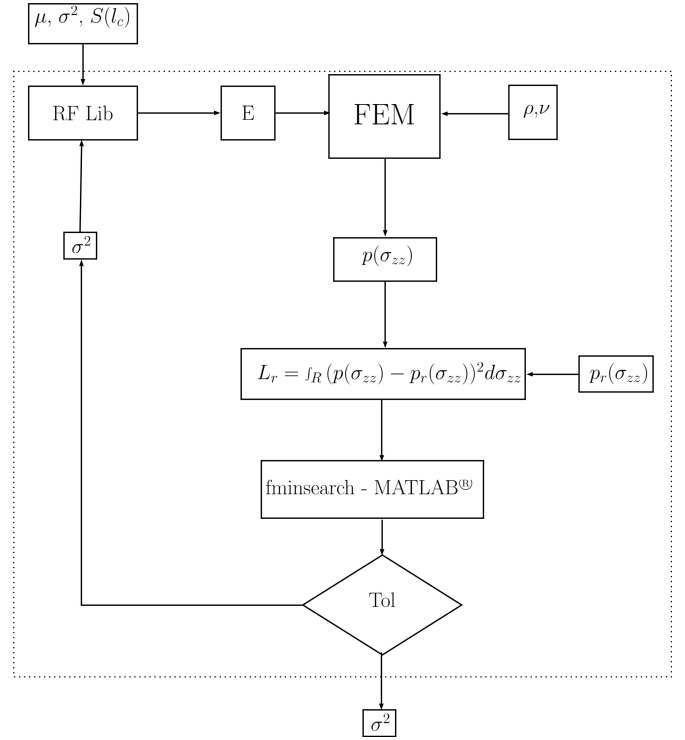 μ, σ², S(l_c)
RF Lib
E
FEM
ρ,ν
σ²
p(σ_zz)
L_r = ∫_R (p(σ_zz) − p_r(σ_zz))² dσ_zz
p_r(σ_zz)
fminsearch - MATLAB®
Tol
σ²